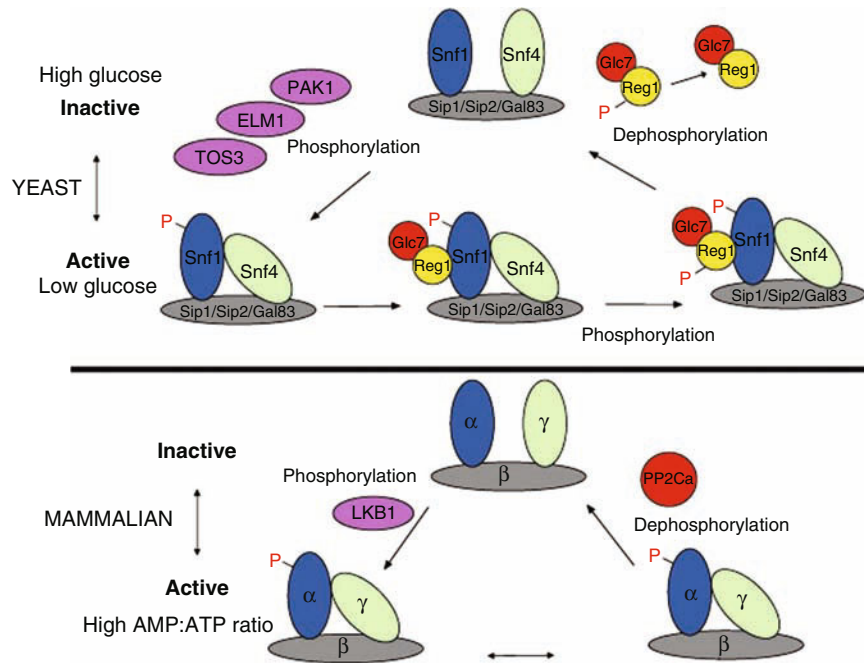 High glucose
Inactive
YEAST
Active
Low glucose
PAK1
ELM1
TOS3
Phosphorylation
Snf1
Snf4
Sip1/Sip2/Gal83
Glc7
Reg1
P
Glc7
Reg1
Dephosphorylation
P
Snf1
Snf4
Sip1/Sip2/Gal83
P
Glc7
Reg1
Snf1
Snf4
Sip1/Sip2/Gal83
Phosphorylation
P
Glc7
Reg1
P
Snf1
Snf4
Sip1/Sip2/Gal83
Inactive
MAMMALIAN
Active
High AMP:ATP ratio
α
γ
β
Phosphorylation
LKB1
PP2Ca
Dephosphorylation
P
α
γ
β
P
α
γ
β